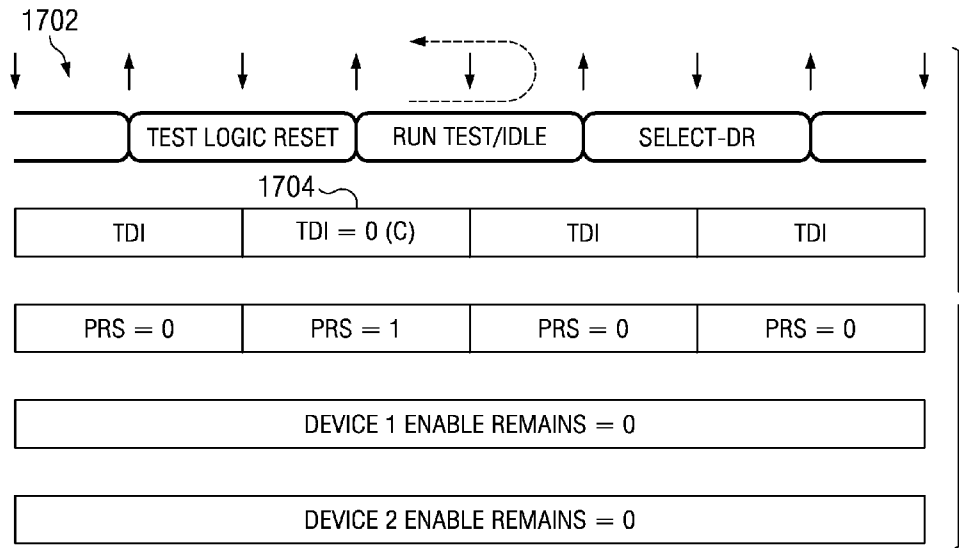 1702
TEST LOGIC RESET RUN TEST/IDLE SELECT-DR
1704
TDI TDI = 0 (C) TDI TDI
PRS = 0 PRS = 1 PRS = 0 PRS = 0
DEVICE 1 ENABLE REMAINS = 0
DEVICE 2 ENABLE REMAINS = 0